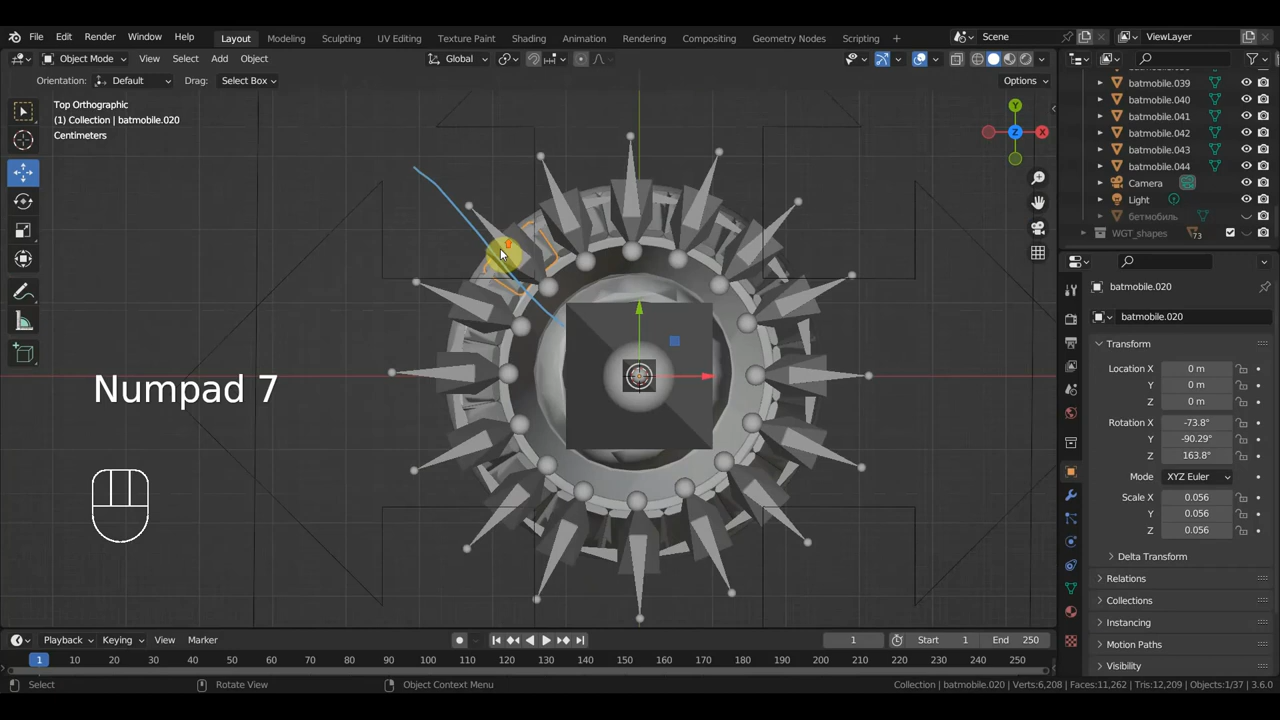 File Edit Render Window Help Layout Modeling Sculpting UV Editing Texture Paint Shading Animation Rendering Compositing Geometry Nodes Scripting Scene ViewLayer
Object Mode View Select Add Object Global
Orientation: Default Drag: Select Box Options
Top Orthographic
(1) Collection | batmobile.020
Centimeters
Y
X
Z
Numpad 7
batmobile.039
batmobile.040
batmobile.041
batmobile.042
batmobile.043
batmobile.044
Camera
Light
бетмобиль
WGT_shapes 73
batmobile.020
batmobile.020
Transform
Location X 0 m
Y 0 m
Z 0 m
Rotation X -73.8°
Y -90.29°
Z 163.8°
Mode XYZ Euler
Scale X 0.056
Y 0.056
Z 0.056
Delta Transform
Relations
Collections
Instancing
Motion Paths
Visibility
Playback Keying View Marker 1 Start 1 End 250
1 10 20 30 40 50 60 70 80 90 100 110 120 130 140 150 160 170 180 190 200 210 220 230 240 250
Select Rotate View Object Context Menu Collection | batmobile.020 | Verts:6,208 | Faces:11,262 | Tris:12,209 | Objects:1/37 | 3.6.0